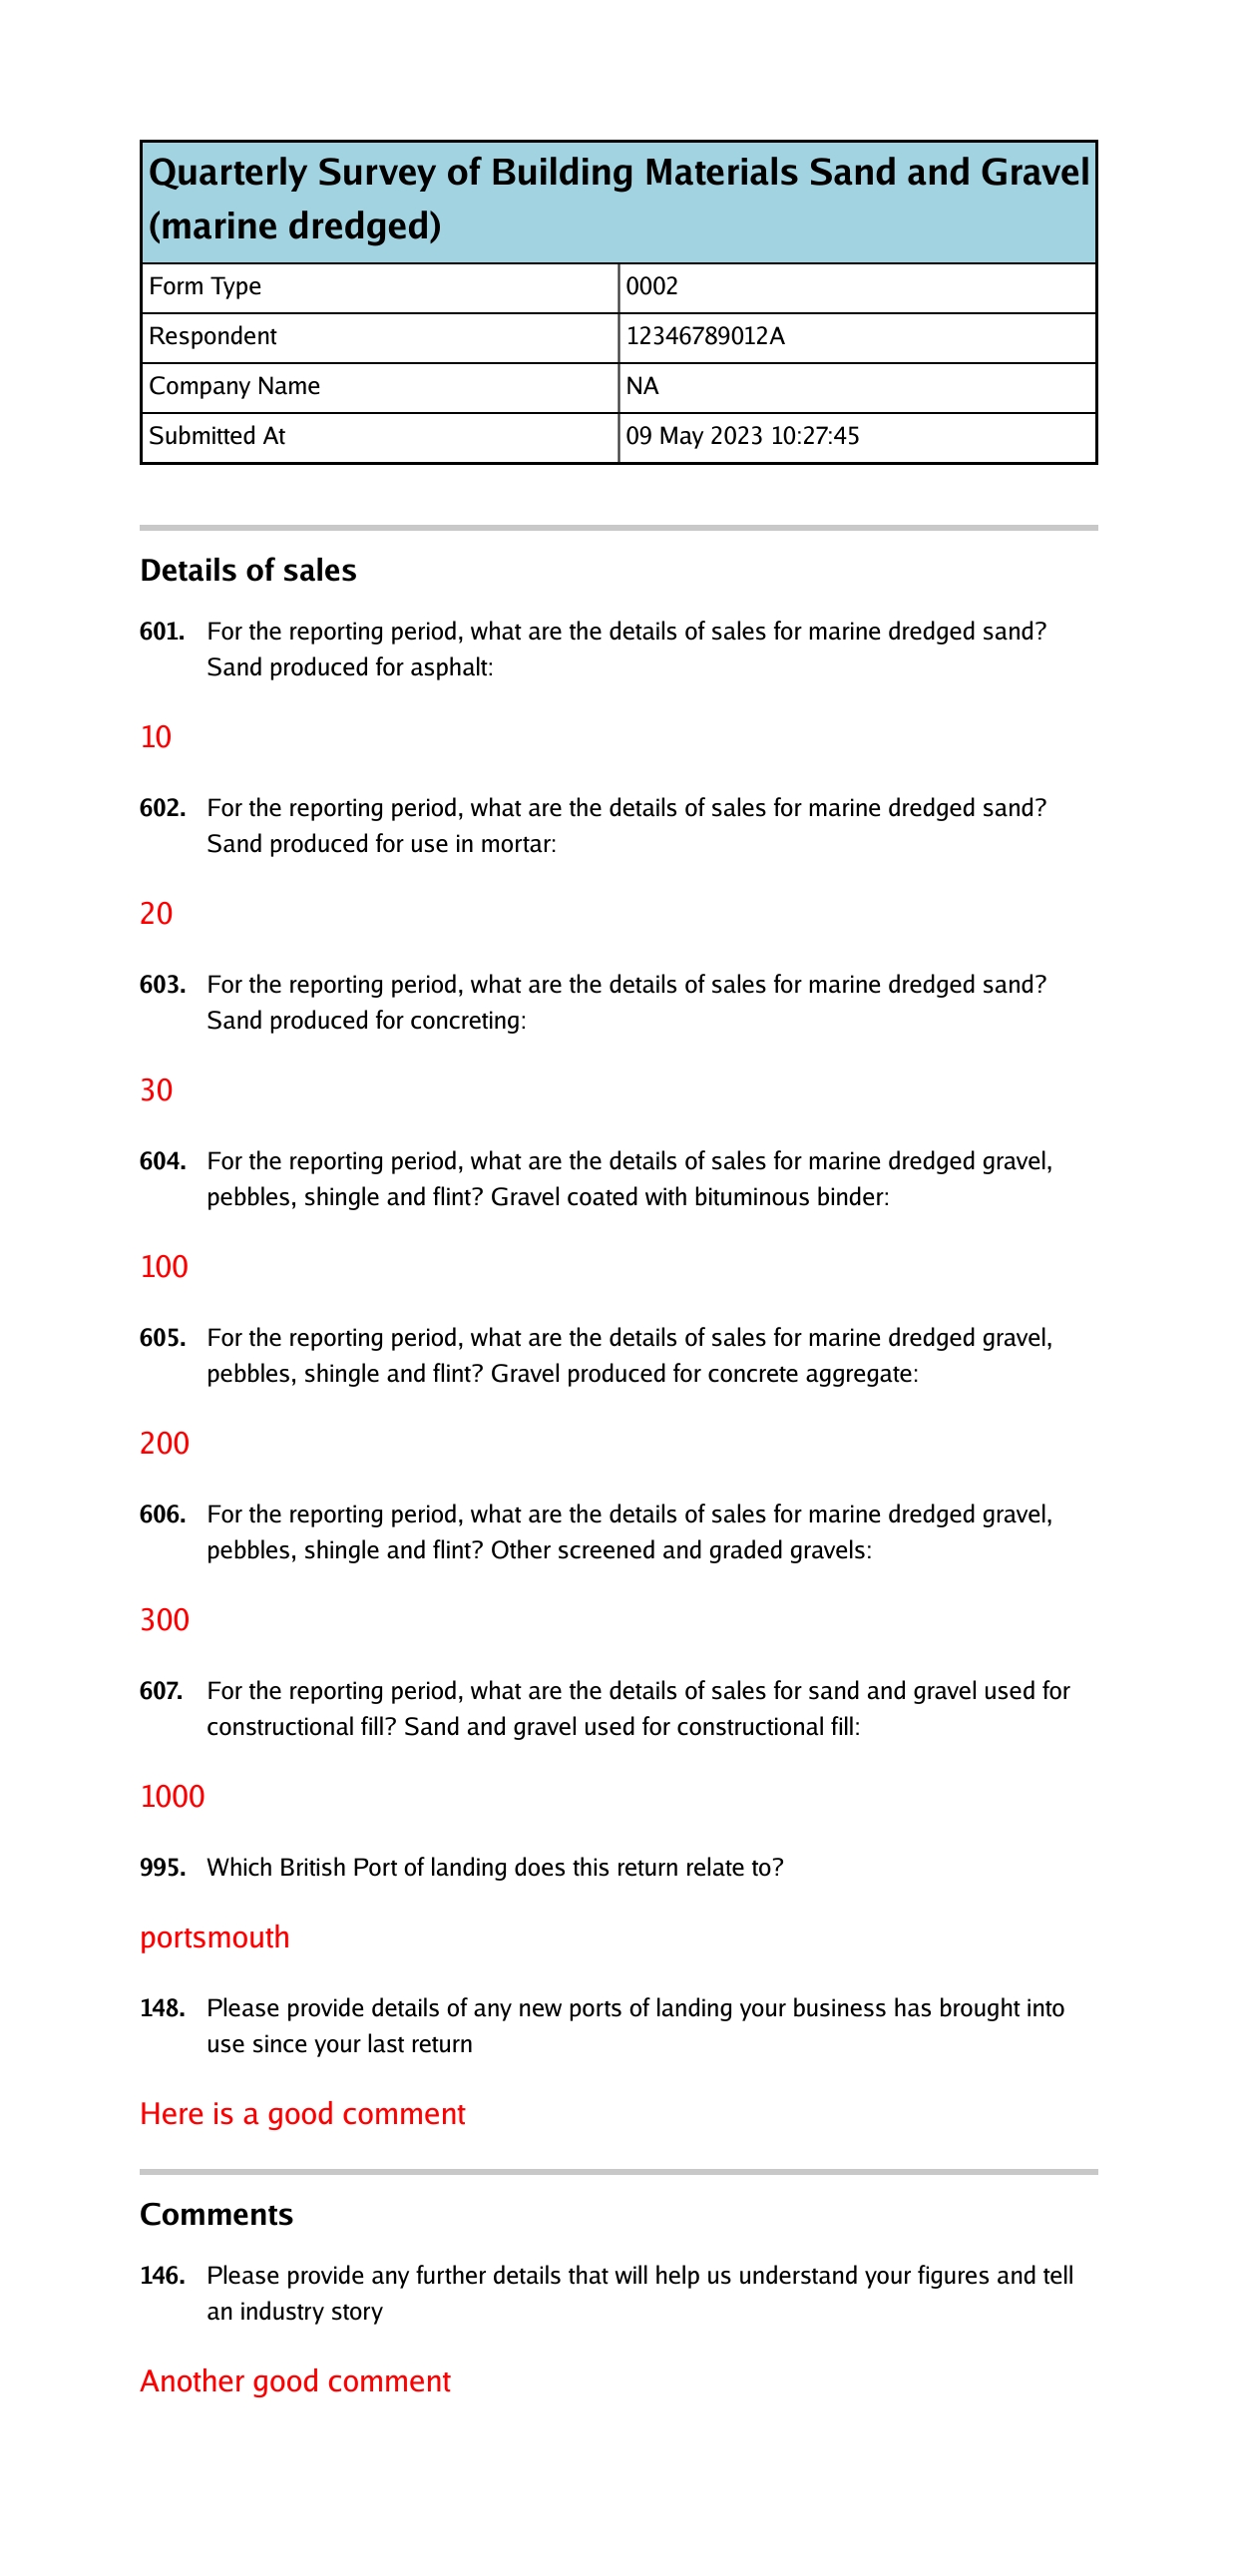 Quarterly Survey of Building Materials Sand and Gravel
(marine dredged)
Form Type 0002
Respondent 12346789012A
Company Name NA
Submitted At 09 May 2023 10:27:45
Details of sales
601. For the reporting period, what are the details of sales for marine dredged sand?
Sand produced for asphalt:
10
602. For the reporting period, what are the details of sales for marine dredged sand?
Sand produced for use in mortar:
20
603. For the reporting period, what are the details of sales for marine dredged sand?
Sand produced for concreting:
30
604. For the reporting period, what are the details of sales for marine dredged gravel,
pebbles, shingle and flint? Gravel coated with bituminous binder:
100
605. For the reporting period, what are the details of sales for marine dredged gravel,
pebbles, shingle and flint? Gravel produced for concrete aggregate:
200
606. For the reporting period, what are the details of sales for marine dredged gravel,
pebbles, shingle and flint? Other screened and graded gravels:
300
607. For the reporting period, what are the details of sales for sand and gravel used for
constructional fill? Sand and gravel used for constructional fill:
1000
995. Which British Port of landing does this return relate to?
portsmouth
148. Please provide details of any new ports of landing your business has brought into
use since your last return
Here is a good comment
Comments
146. Please provide any further details that will help us understand your figures and tell
an industry story
Another good comment